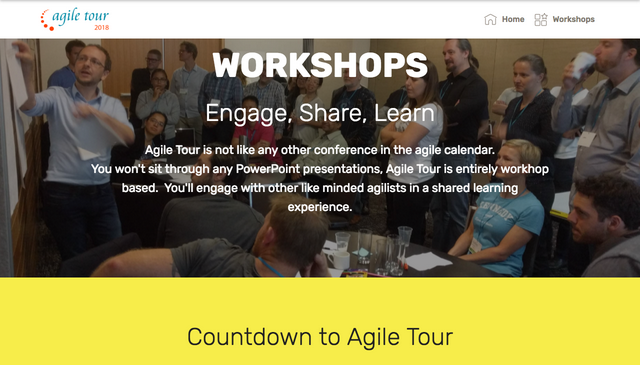 agile tour
2018
Home
Workshops
WORKSHOPS
Engage, Share, Learn
Agile Tour is not like any other conference in the agile calendar.
You won't sit through any PowerPoint presentations, Agile Tour is entirely workhop
based.  You'll engage with other like minded agilists in a shared learning
experience.
Countdown to Agile Tour